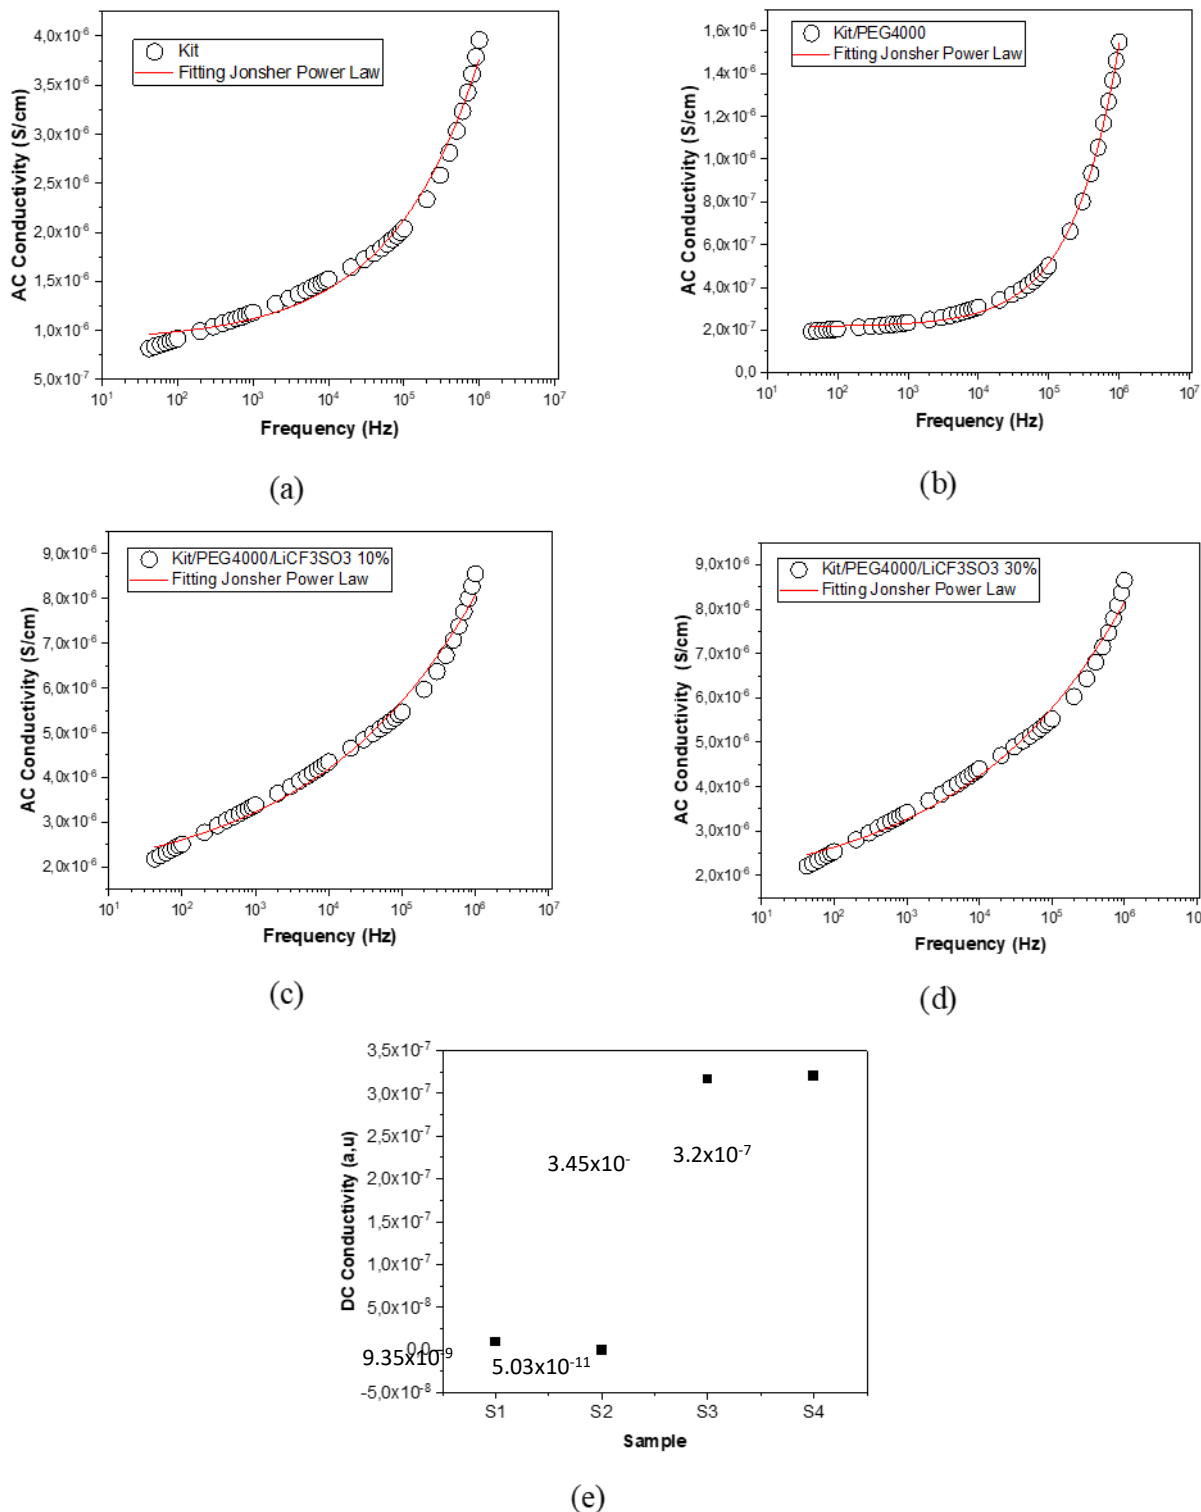 4,0x10⁻⁶
3,5x10⁻⁶
3,0x10⁻⁶
2,5x10⁻⁶
2,0x10⁻⁶
1,5x10⁻⁶
1,0x10⁻⁶
5,0x10⁻⁷
AC Conductivity (S/cm)
Kit
Fitting Jonsher Power Law
10¹ 10² 10³ 10⁴ 10⁵ 10⁶ 10⁷
Frequency (Hz)
(a)
1,6x10⁻⁶
1,4x10⁻⁶
1,2x10⁻⁶
1,0x10⁻⁶
8,0x10⁻⁷
6,0x10⁻⁷
4,0x10⁻⁷
2,0x10⁻⁷
0,0
AC Conductivity (S/cm)
Kit/PEG4000
Fitting Jonsher Power Law
10¹ 10² 10³ 10⁴ 10⁵ 10⁶ 10⁷
Frequency (Hz)
(b)
9,0x10⁻⁶
8,0x10⁻⁶
7,0x10⁻⁶
6,0x10⁻⁶
5,0x10⁻⁶
4,0x10⁻⁶
3,0x10⁻⁶
2,0x10⁻⁶
AC Conductivity (S/cm)
Kit/PEG4000/LiCF3SO3 10%
Fitting Jonsher Power Law
10¹ 10² 10³ 10⁴ 10⁵ 10⁶ 10⁷
Frequency (Hz)
(c)
9,0x10⁻⁶
8,0x10⁻⁶
7,0x10⁻⁶
6,0x10⁻⁶
5,0x10⁻⁶
4,0x10⁻⁶
3,0x10⁻⁶
2,0x10⁻⁶
AC Conductivity (S/cm)
Kit/PEG4000/LiCF3SO3 30%
Fitting Jonsher Power Law
10¹ 10² 10³ 10⁴ 10⁵ 10⁶ 10⁷
Frequency (Hz)
(d)
3,5x10⁻⁷
3,0x10⁻⁷
2,5x10⁻⁷
2,0x10⁻⁷
1,5x10⁻⁷
1,0x10⁻⁷
5,0x10⁻⁸
0,0
-5,0x10⁻⁸
DC Conductivity (a,u)
3.45x10⁻
3.2x10⁻⁷
9.35x10⁻⁹
5.03x10⁻¹¹
S1 S2 S3 S4
Sample
(e)